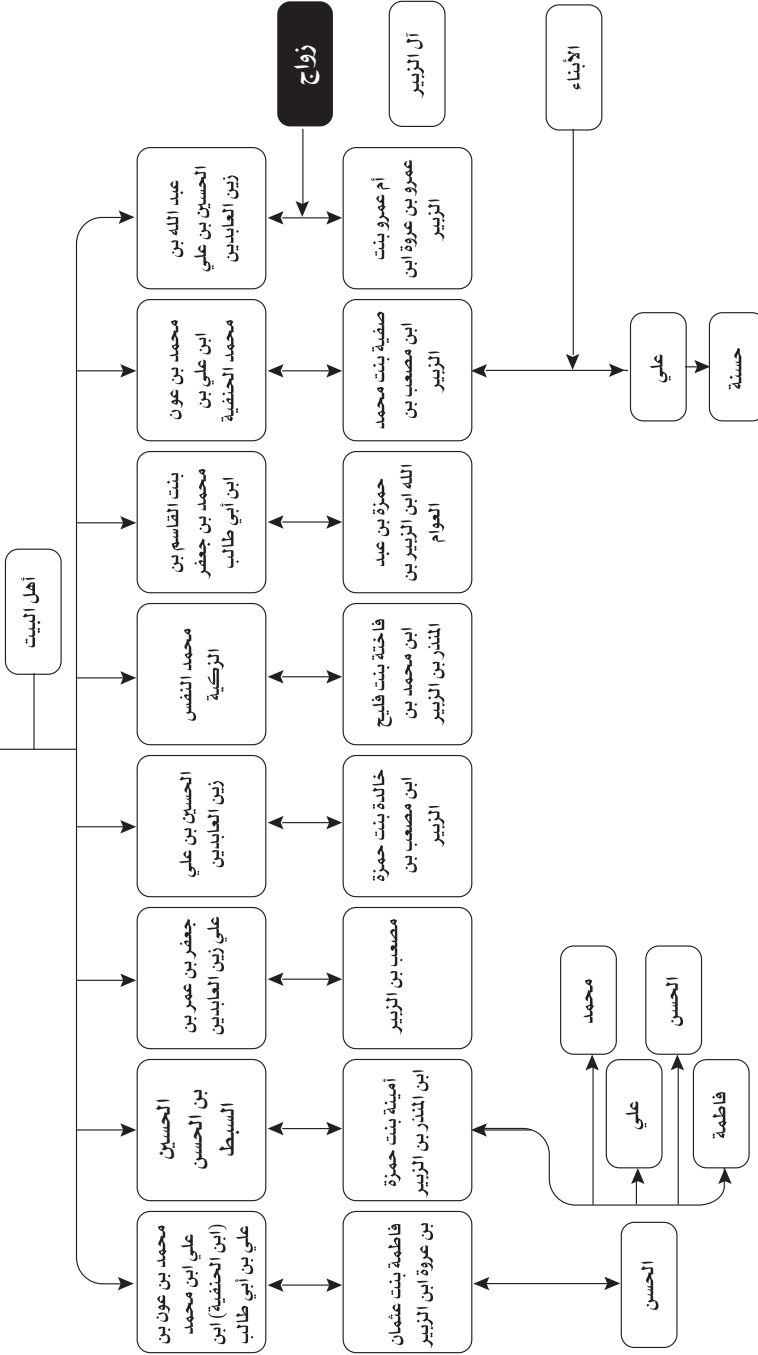 أهل البيت
زواج
آل الزبير
الأبناء
عبد الله بن
الحسين بن علي
زين العابدين
أم عمرو بنت
عمرو بن عروة ابن
الزبير
محمد بن عون
ابن علي بن
محمد الحنفية
صفية بنت محمد
ابن مصعب بن
الزبير
علي
حسنة
بنت القاسم بن
محمد بن جعفر
ابن أبي طالب
حمزة بن عبد
الله ابن الزبير بن
العوام
محمد النفس
الزكية
فاختة بنت فليح
ابن محمد بن
المنذر بن الزبير
الحسين بن علي
زين العابدين
خالدة بنت حمزة
ابن مصعب بن
الزبير
جعفر بن عمر بن
علي زين العابدين
مصعب بن الزبير
الحسين
بن الحسن
السبط
أمينة بنت حمزة
ابن المنذر بن الزبير
محمد
علي
الحسن
فاطمة
محمد بن عون بن
علي ابن محمد
(ابن الحنفية) ابن
علي بن أبي طالب
فاطمة بنت عثمان
بن عروة ابن الزبير
الحسن